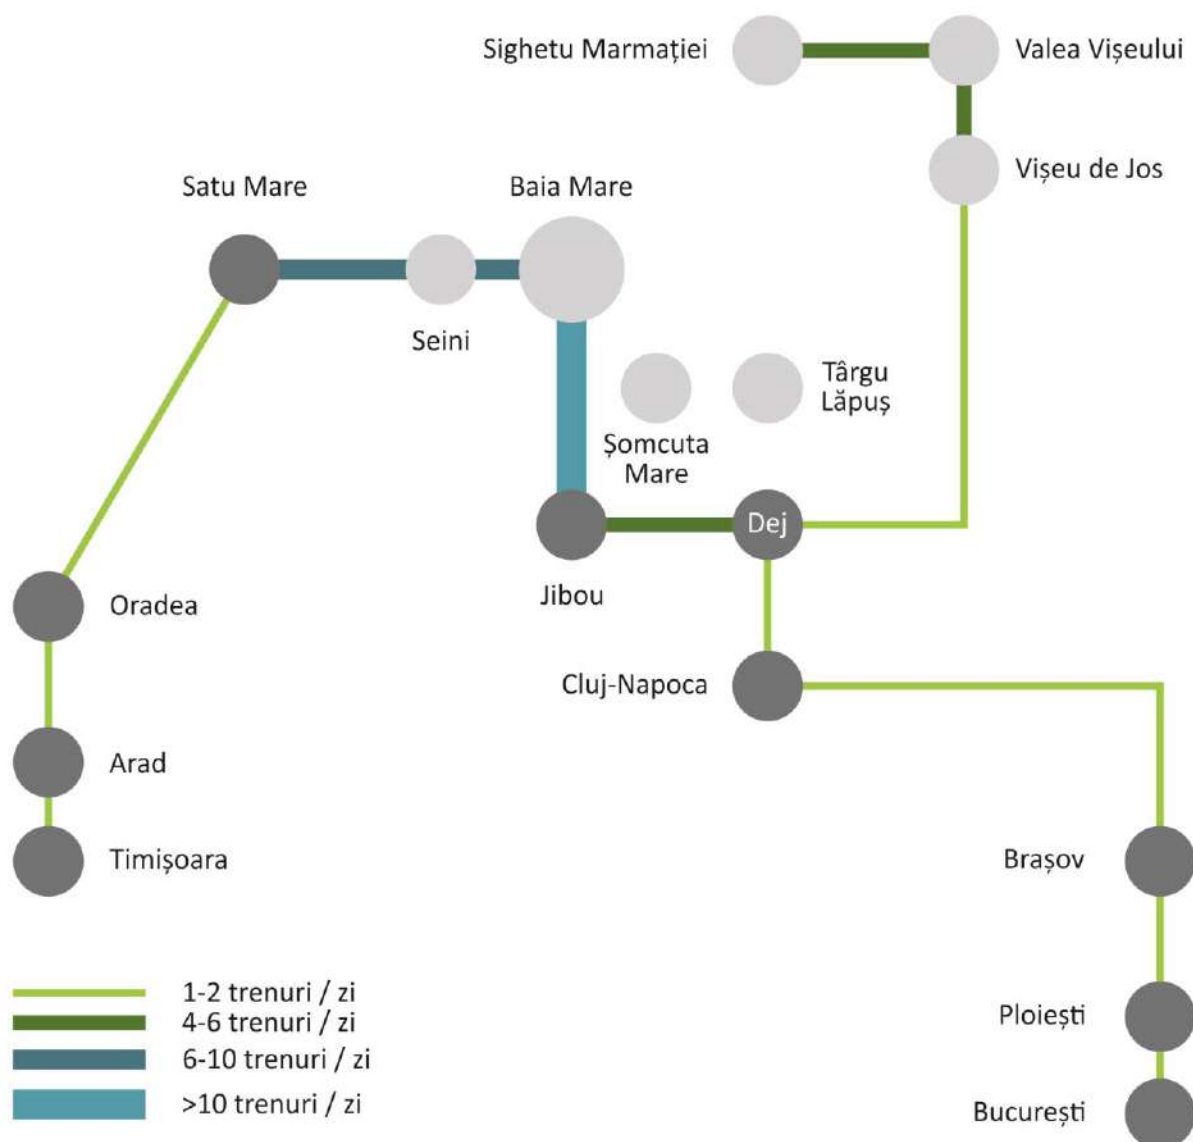 Sighetu Marmației
Valea Vișeului
Vișeu de Jos
Satu Mare
Baia Mare
Seini
Târgu
Lăpuș
Șomcuta
Mare
Dej
Jibou
Oradea
Cluj-Napoca
Arad
Timișoara
Brașov
Ploiești
București
1-2 trenuri / zi
4-6 trenuri / zi
6-10 trenuri / zi
>10 trenuri / zi